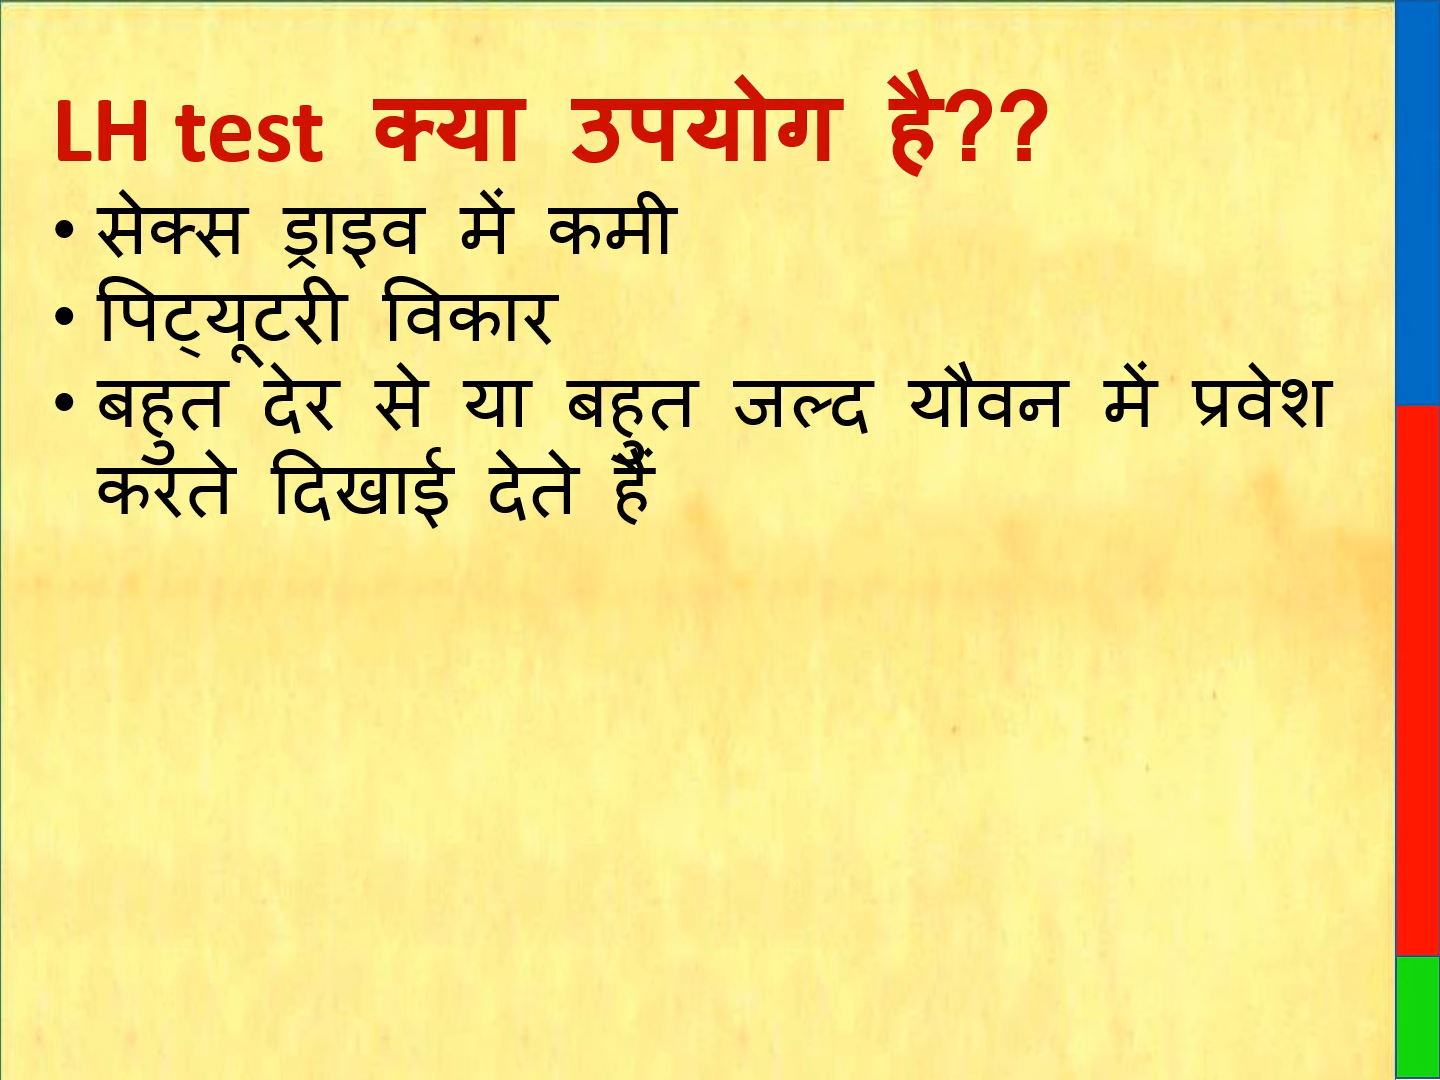 LH test क्या उपयोग है??
• सेक्स ड्राइव में कमी
• पिट्यूटरी विकार
• बहुत देर से या बहुत जल्द यौवन में प्रवेश
करते दिखाई देते हैं